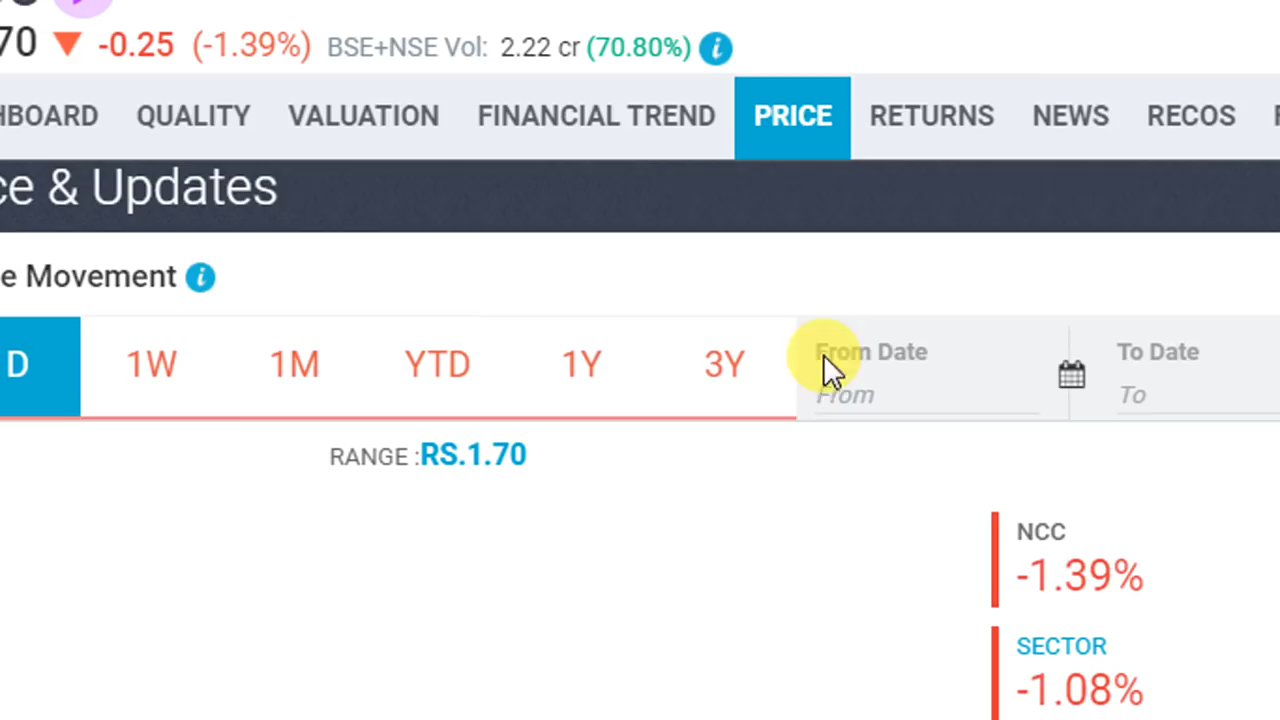 70 ▼ -0.25 (-1.39%) BSE+NSE Vol: 2.22 cr (70.80%) i
HBOARD QUALITY VALUATION FINANCIAL TREND PRICE RETURNS NEWS RECOS
ce & Updates
e Movement i
D 1W 1M YTD 1Y 3Y
From Date To Date
From To
RANGE :RS.1.70
NCC
-1.39%
SECTOR
-1.08%